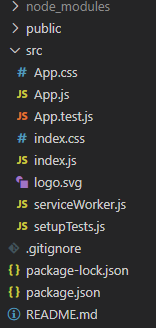 node_modules
public
src
App.css
App.js
App.test.js
index.css
index.js
logo.svg
serviceWorker.js
setupTests.js
.gitignore
package-lock.json
package.json
README.md